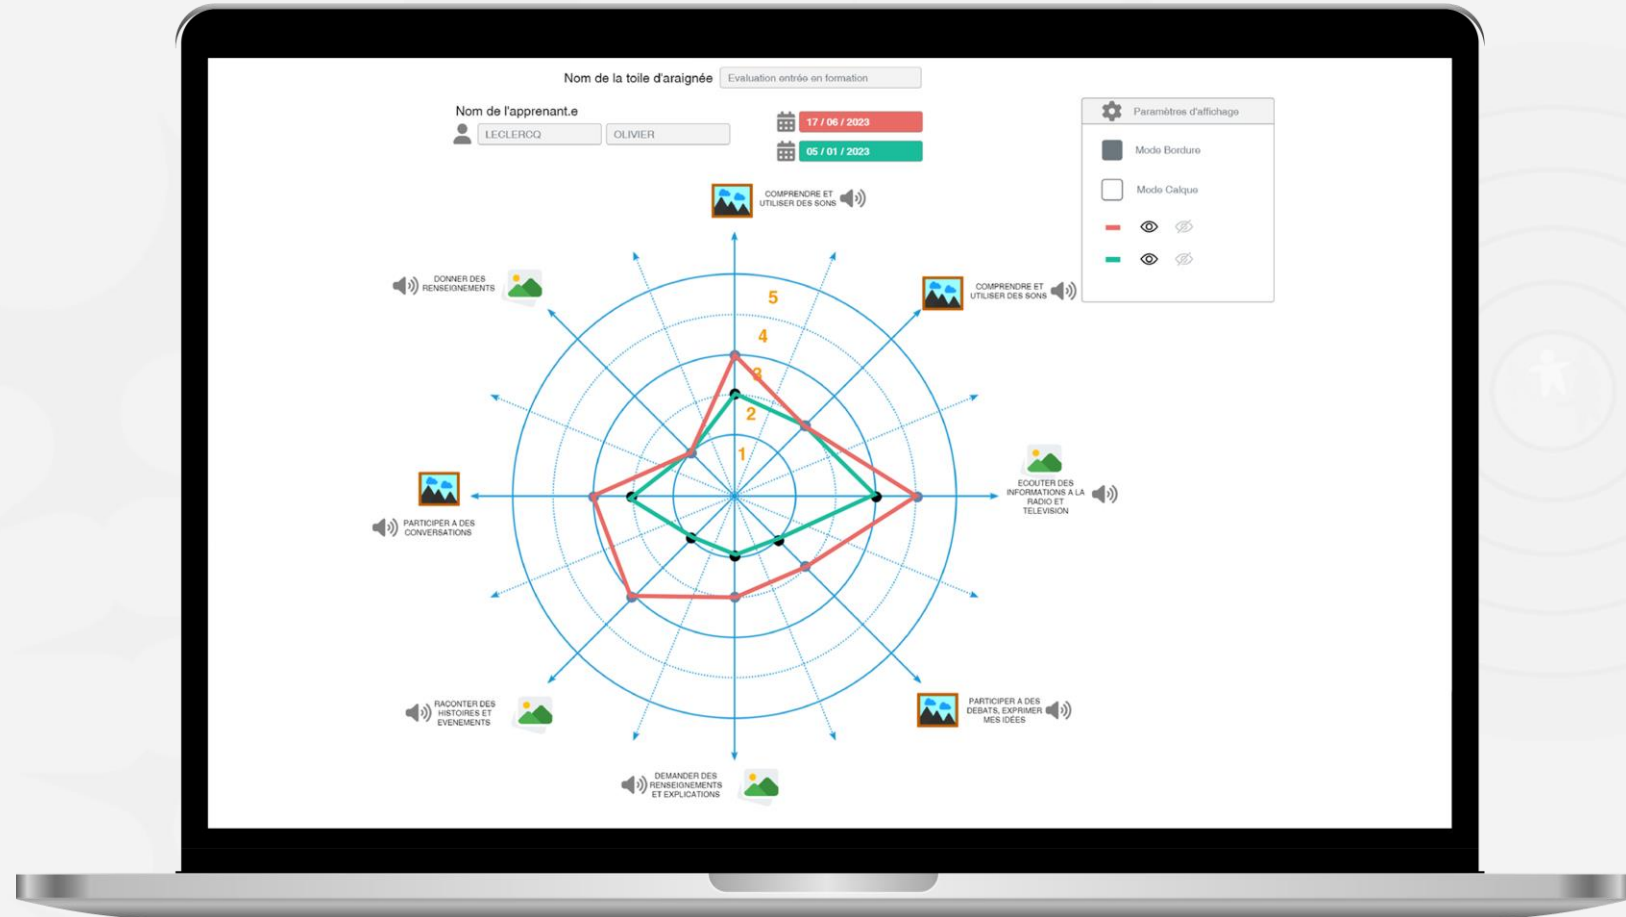 Nom de la toile d'araignée
Evaluation entrée en formation
Nom de l'apprenant.e
LECLERCQ
OLIVIER
17 / 06 / 2023
05 / 01 / 2023
Paramètres d'affichage
Mode Bordure
Mode Calque
COMPRENDRE ET
UTILISER DES SONS
DONNER DES
RENSEIGNEMENTS
COMPRENDRE ET
UTILISER DES SONS
5
4
3
2
1
ECOUTER DES
INFORMATIONS A LA
RADIO ET
TELEVISION
PARTICIPER A DES
CONVERSATIONS
RACONTER DES
HISTOIRES ET
EVENEMENTS
PARTICIPER A DES
DEBATS, EXPRIMER
MES IDÉES
DEMANDER DES
RENSEIGNEMENTS
ET EXPLICATIONS